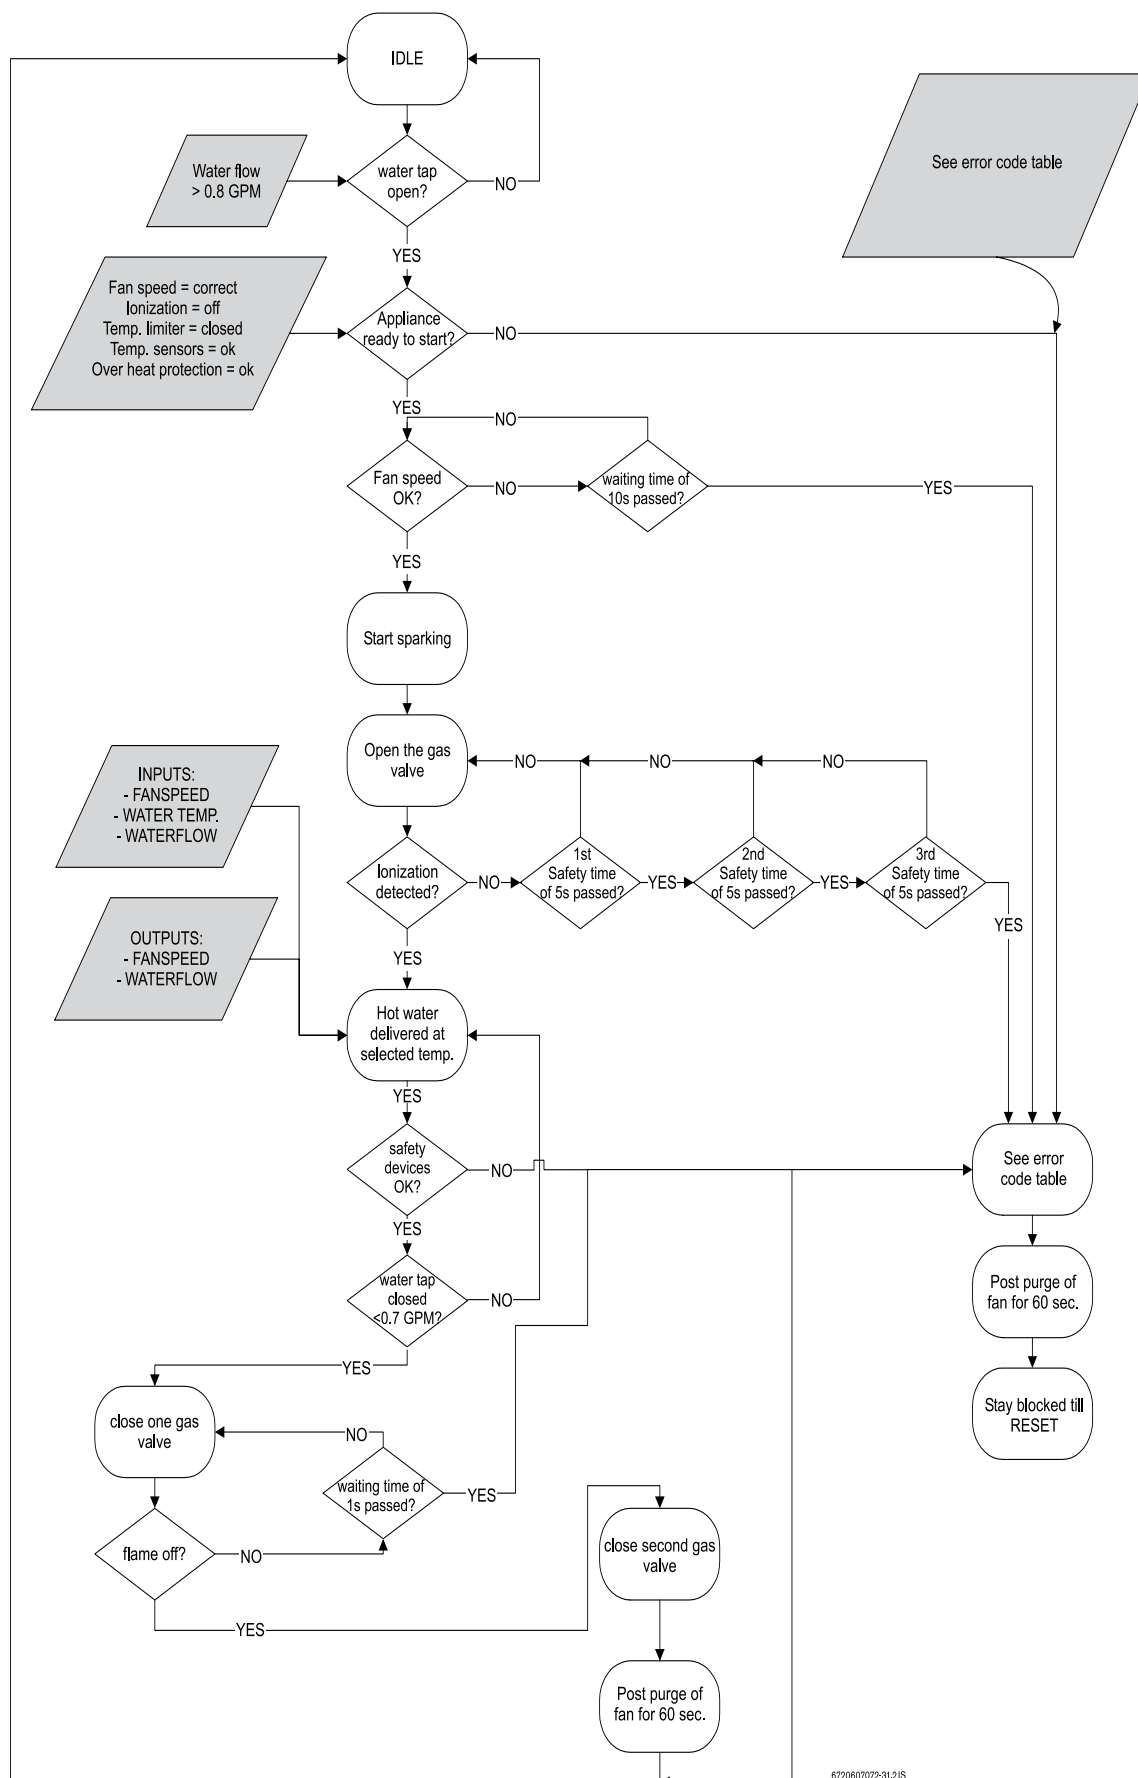 IDLE
Water flow
> 0.8 GPM
water tap
open?
NO
See error code table
YES
Fan speed = correct
Ionization = off
Temp. limiter = closed
Temp. sensors = ok
Over heat protection = ok
Appliance
ready to start?
NO
YES
NO
Fan speed
OK?
NO
waiting time of
10s passed?
YES
YES
Start sparking
Open the gas
valve
NO
NO
NO
INPUTS:
- FANSPEED
- WATER TEMP.
- WATERFLOW
Ionization
detected?
NO
1st
Safety time
of 5s passed?
YES
2nd
Safety time
of 5s passed?
YES
3rd
Safety time
of 5s passed?
YES
OUTPUTS:
- FANSPEED
- WATERFLOW
YES
Hot water
delivered at
selected temp.
YES
safety
devices
OK?
NO
See error
code table
YES
water tap
closed
<0.7 GPM?
NO
Post purge of
fan for 60 sec.
YES
Stay blocked till
RESET
close one gas
valve
NO
waiting time of
1s passed?
YES
flame off?
NO
close second gas
valve
YES
Post purge of
fan for 60 sec.
6720607072-31.2JS